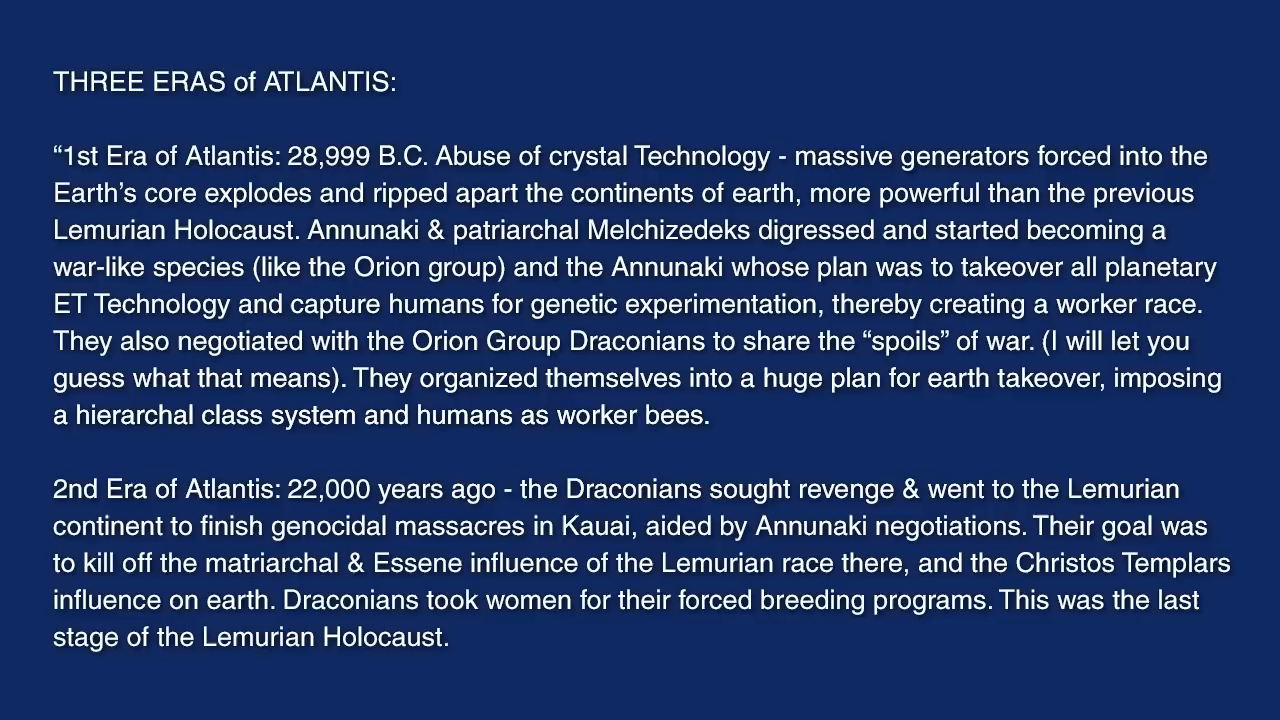 THREE ERAS of ATLANTIS:
“1st Era of Atlantis: 28,999 B.C. Abuse of crystal Technology - massive generators forced into the
Earth’s core explodes and ripped apart the continents of earth, more powerful than the previous
Lemurian Holocaust. Annunaki & patriarchal Melchizedeks digressed and started becoming a
war-like species (like the Orion group) and the Annunaki whose plan was to takeover all planetary
ET Technology and capture humans for genetic experimentation, thereby creating a worker race.
They also negotiated with the Orion Group Draconians to share the “spoils” of war. (I will let you
guess what that means). They organized themselves into a huge plan for earth takeover, imposing
a hierarchal class system and humans as worker bees.
2nd Era of Atlantis: 22,000 years ago - the Draconians sought revenge & went to the Lemurian
continent to finish genocidal massacres in Kauai, aided by Annunaki negotiations. Their goal was
to kill off the matriarchal & Essene influence of the Lemurian race there, and the Christos Templars
influence on earth. Draconians took women for their forced breeding programs. This was the last
stage of the Lemurian Holocaust.